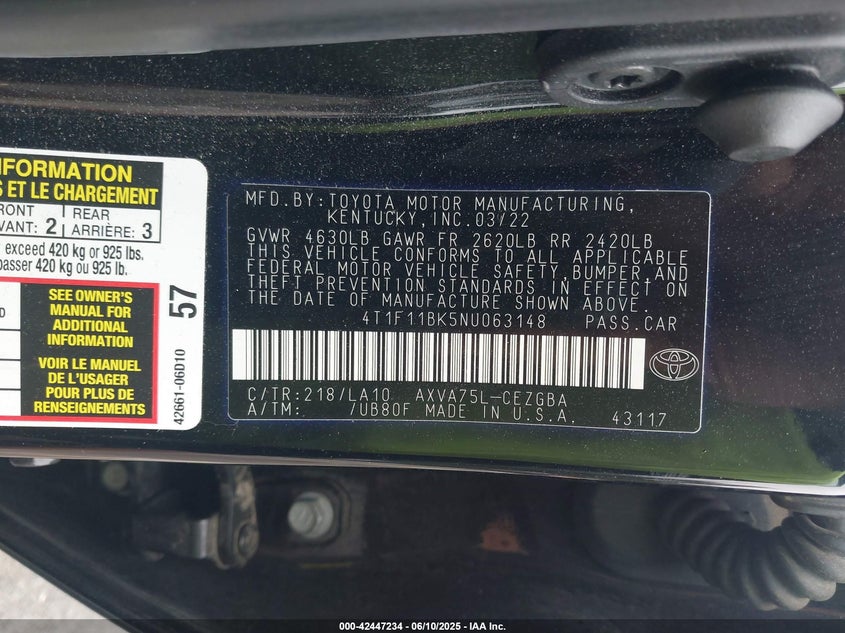 NFORMATION
S ET LE CHARGEMENT
FRONT
VANT: 2
REAR
ARRIÈRE: 3
exceed 420 kg or 925 lbs.
passer 420 kg ou 925 lb.
SEE OWNER'S
MANUAL FOR
ADDITIONAL
INFORMATION
VOIR LE MANUEL
DE L'USAGER
POUR PLUS DE
RENSEIGNEMENTS
57
42661-06D10
MFD.BY:TOYOTA MOTOR MANUFACTURING,
KENTUCKY,INC.03/22
GVWR 4630LB GAWR FR 2620LB RR 2420LB
THIS VEHICLE CONFORMS TO ALL APPLICABLE
FEDERAL MOTOR VEHICLE SAFETY,BUMPER,AND
THEFT PREVENTION STANDARDS IN EFFECT ON
THE DATE OF MANUFACTURE SHOWN ABOVE.
4T1F11BK5NU063148 PASS.CAR
C/TR:218/LA10 AXVA75L-CEZGBA
A/TM: /UB80F MADE IN U.S.A. 43117
000-42447234 - 06/10/2025 - IAA Inc.